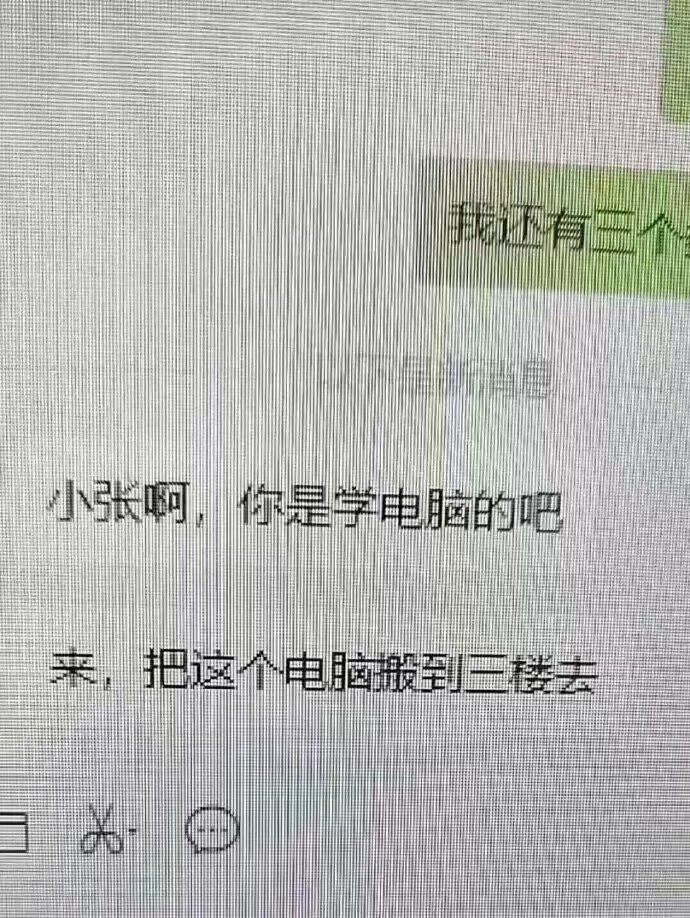 我还有三个
以下是新消息
小张啊，你是学电脑的吧
来，把这个电脑搬到三楼去